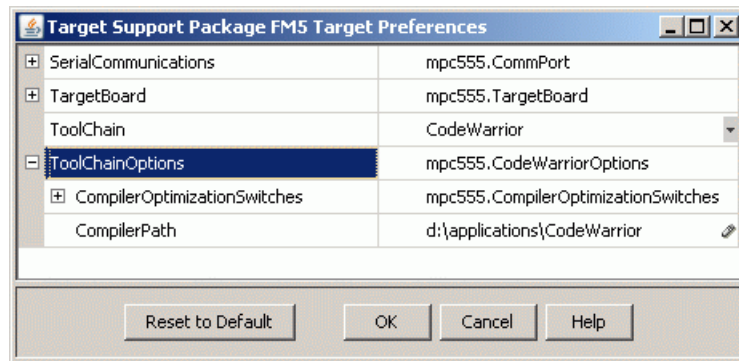 Target Support Package FM5 Target Preferences
SerialCommunications mpc555.CommPort
TargetBoard mpc555.TargetBoard
ToolChain CodeWarrior
ToolChainOptions mpc555.CodeWarriorOptions
CompilerOptimizationSwitches mpc555.CompilerOptimizationSwitches
CompilerPath d:\applications\CodeWarrior
Reset to Default OK Cancel Help